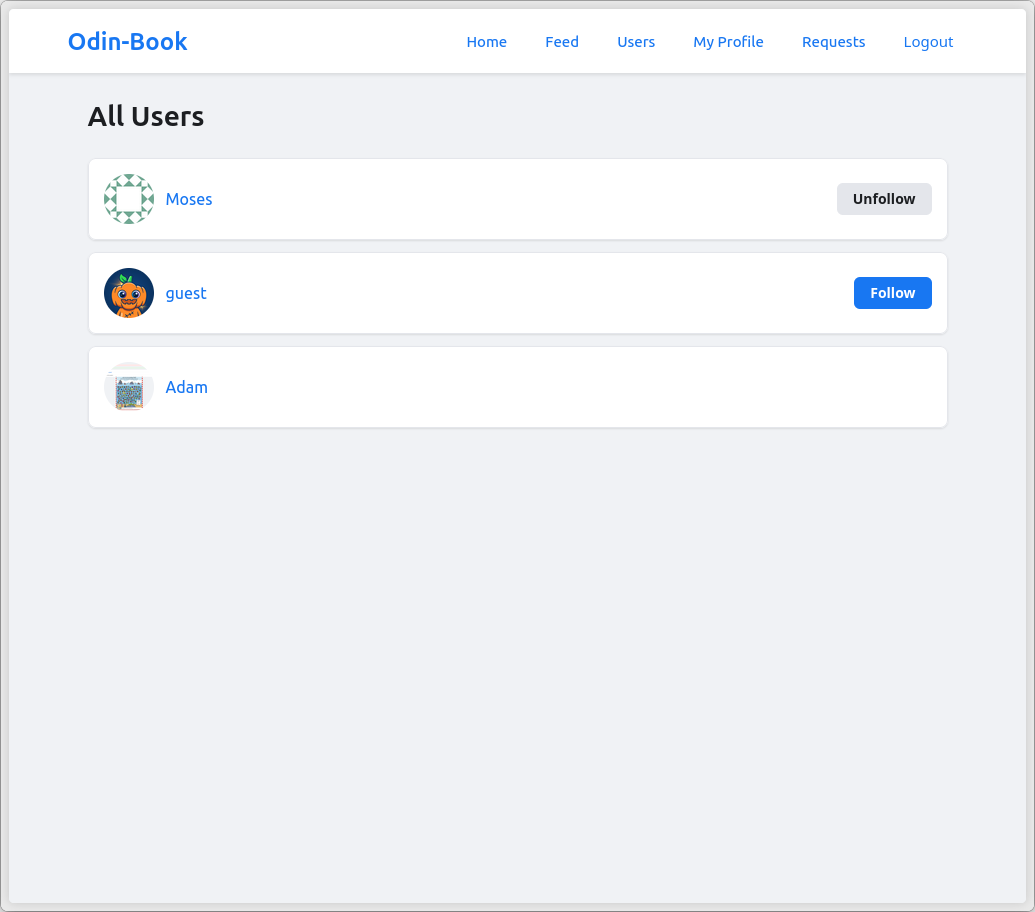 Odin-Book Home Feed Users My Profile Requests Logout
All Users
Moses Unfollow
guest Follow
Adam